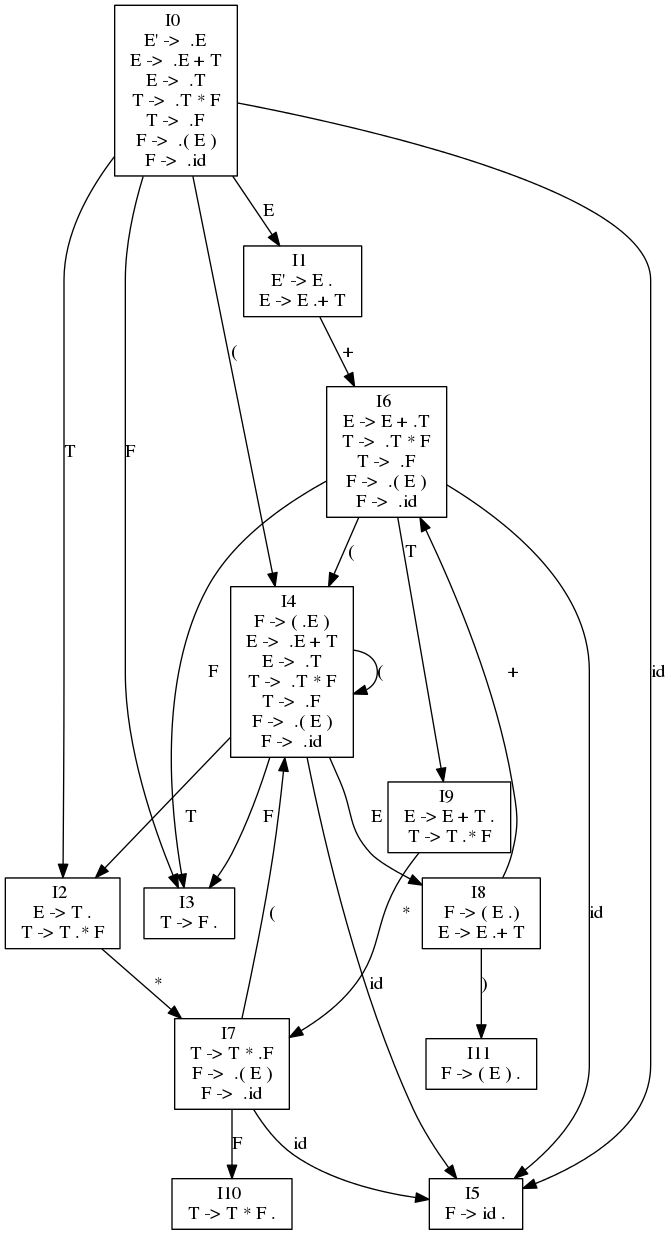 I0
E' -> .E
E -> .E + T
E -> .T
T -> .T * F
T -> .F
F -> .( E )
F -> .id
E
I1
E' -> E .
E -> E .+ T
(
+
I6
E -> E + .T
T -> .T * F
T -> .F
F -> .( E )
F -> .id
T
F
(
T
I4
F -> ( .E )
E -> .E + T
E -> .T
T -> .T * F
T -> .F
F -> .( E )
F -> .id
F
(
+
id
I9
E -> E + T .
T -> T .* F
T
F
E
I2
E -> T .
T -> T .* F
I3
T -> F .
I8
F -> ( E .)
E -> E .+ T
(
*
id
*
id
)
I7
T -> T * .F
F -> .( E )
F -> .id
I11
F -> ( E ) .
F
id
I10
T -> T * F .
I5
F -> id .